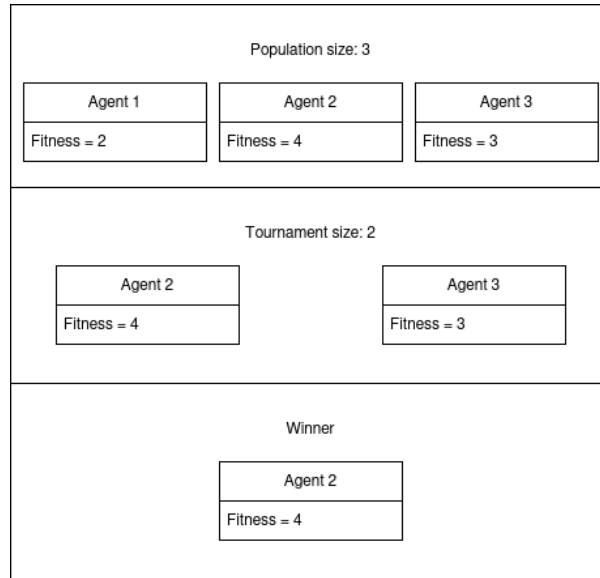 Population size: 3
Agent 1
Agent 2
Agent 3
Fitness = 2
Fitness = 4
Fitness = 3
Tournament size: 2
Agent 2
Agent 3
Fitness = 4
Fitness = 3
Winner
Agent 2
Fitness = 4